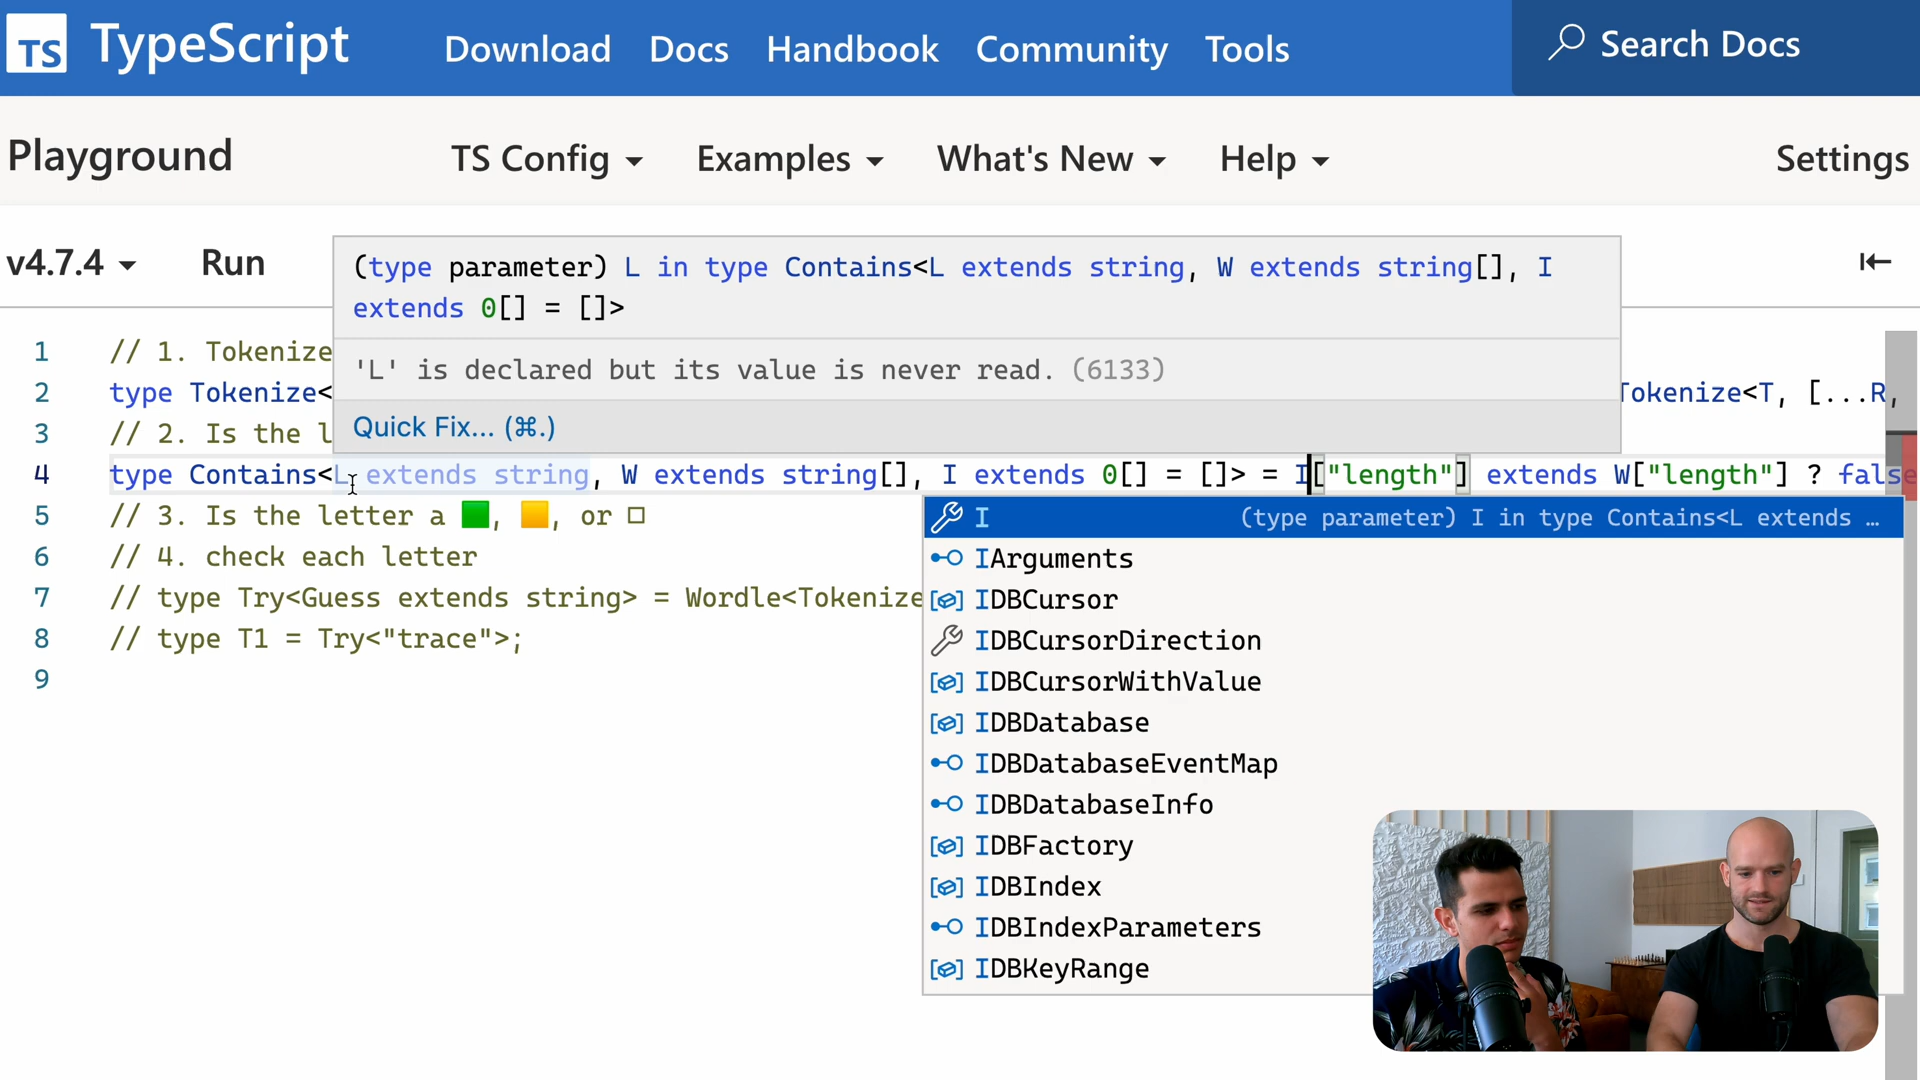 TS TypeScript Download Docs Handbook Community Tools Search Docs
Playground TS Config Examples What's New Help Settings
v4.7.4 Run
(type parameter) L in type Contains<L extends string, W extends string[], I
extends 0[] = []>
'L' is declared but its value is never read. (6133)
Quick Fix... (⌘.)
1 // 1. Tokenize
2 type Tokenize< Tokenize<T, [...R,
3 // 2. Is the l
4 type Contains<L extends string, W extends string[], I extends 0[] = []> = I["length"] extends W["length"] ? false
5 // 3. Is the letter a 🟩, 🟨, or ◻
6 // 4. check each letter
7 // type Try<Guess extends string> = Wordle<Tokenize
8 // type T1 = Try<"trace">;
9
I (type parameter) I in type Contains<L extends …
IArguments
IDBCursor
IDBCursorDirection
IDBCursorWithValue
IDBDatabase
IDBDatabaseEventMap
IDBDatabaseInfo
IDBFactory
IDBIndex
IDBIndexParameters
IDBKeyRange